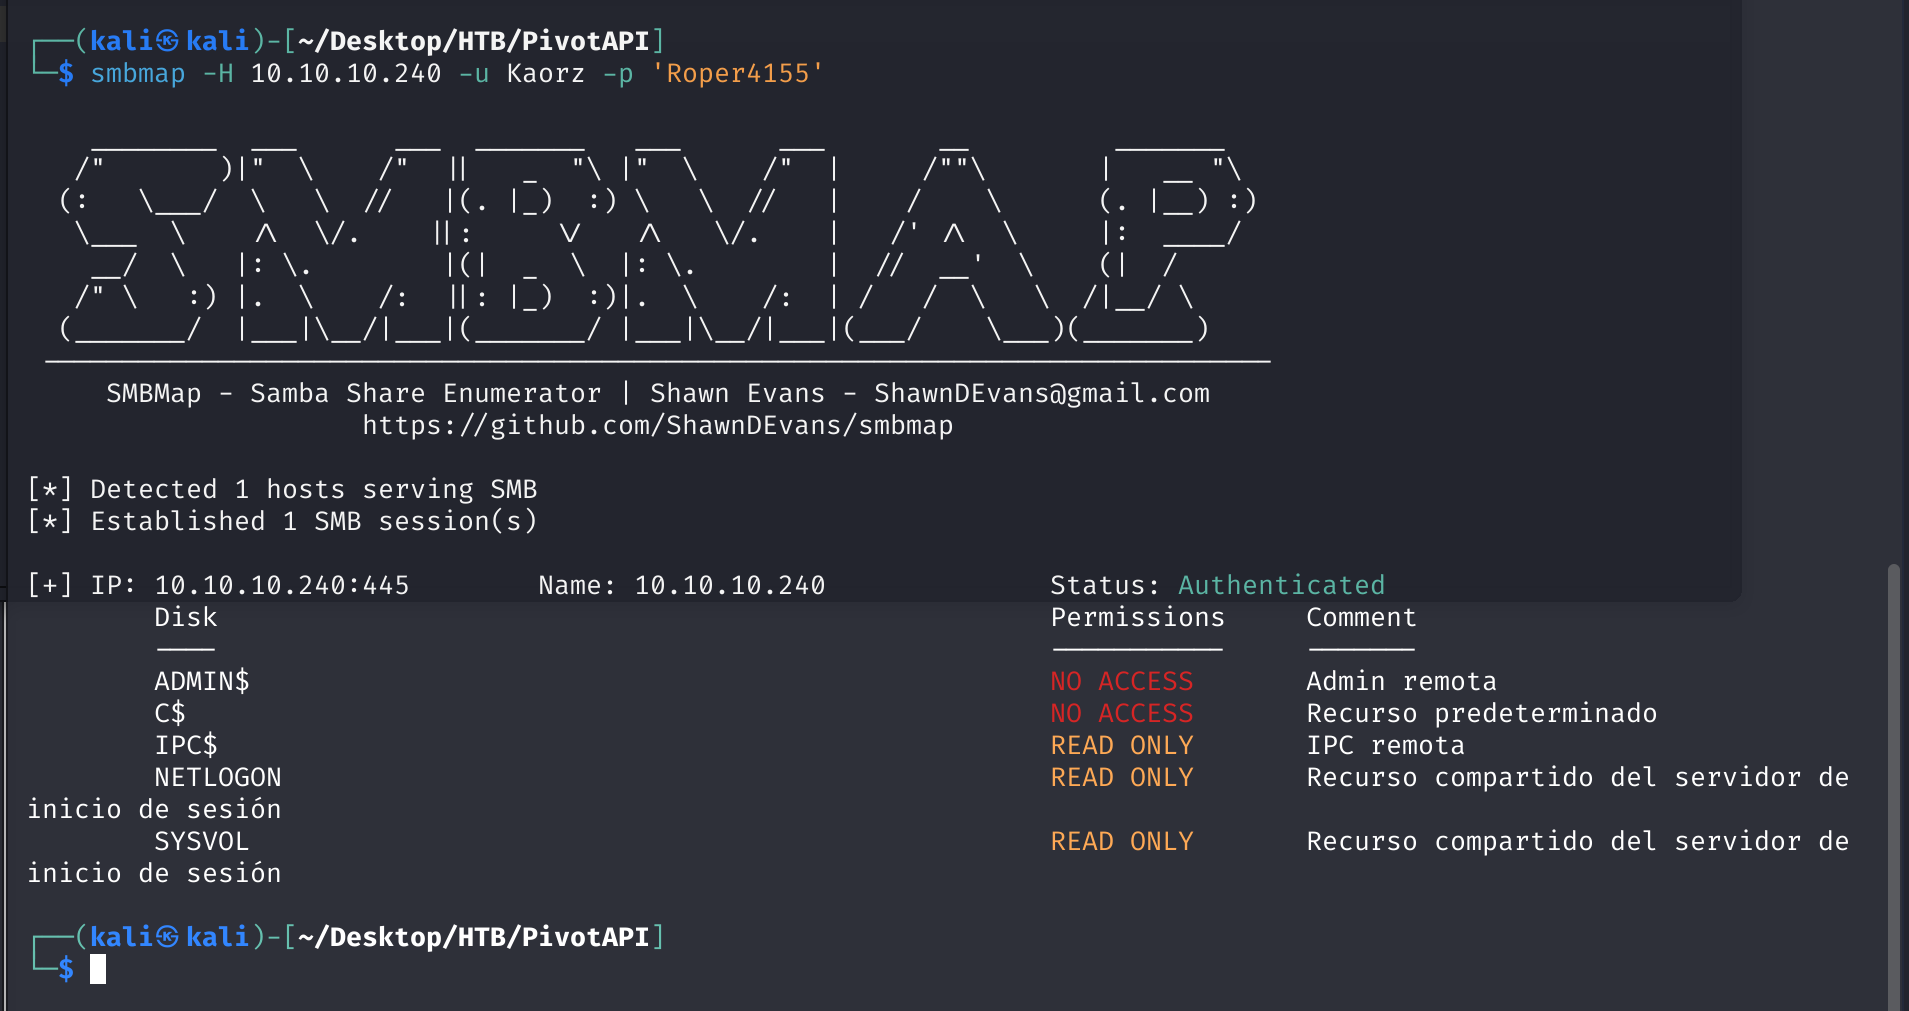 (kali㉿kali)-[~/Desktop/HTB/PivotAPI]
$ smbmap -H 10.10.10.240 -u Kaorz -p 'Roper4155'
SMBMAP
SMBMap - Samba Share Enumerator | Shawn Evans - ShawnDEvans@gmail.com
https://github.com/ShawnDEvans/smbmap
[*] Detected 1 hosts serving SMB
[*] Established 1 SMB session(s)
[+] IP: 10.10.10.240:445 Name: 10.10.10.240 Status: Authenticated
Disk Permissions Comment
---- ----------- -------
ADMIN$ NO ACCESS Admin remota
C$ NO ACCESS Recurso predeterminado
IPC$ READ ONLY IPC remota
NETLOGON READ ONLY Recurso compartido del servidor de
inicio de sesión
SYSVOL READ ONLY Recurso compartido del servidor de
inicio de sesión
(kali㉿kali)-[~/Desktop/HTB/PivotAPI]
$